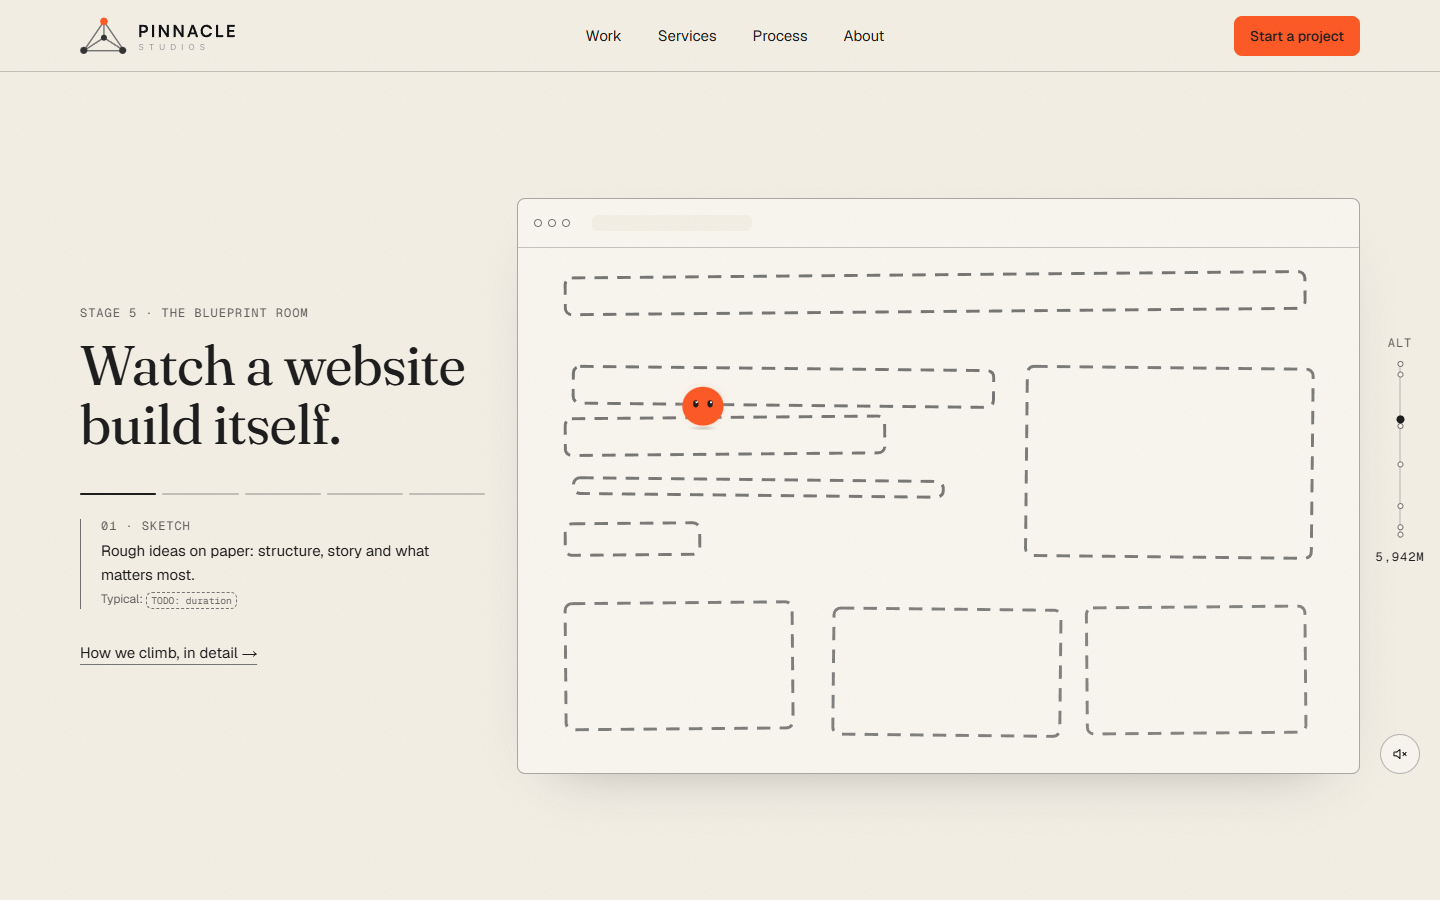 PINNACLE
STUDIOS
Work
Services
Process
About
Start a project
STAGE 5 · THE BLUEPRINT ROOM
Watch a website
build itself.
01 · SKETCH
Rough ideas on paper: structure, story and what
matters most.
Typical: TODO: duration
How we climb, in detail →
ALT
5,942M